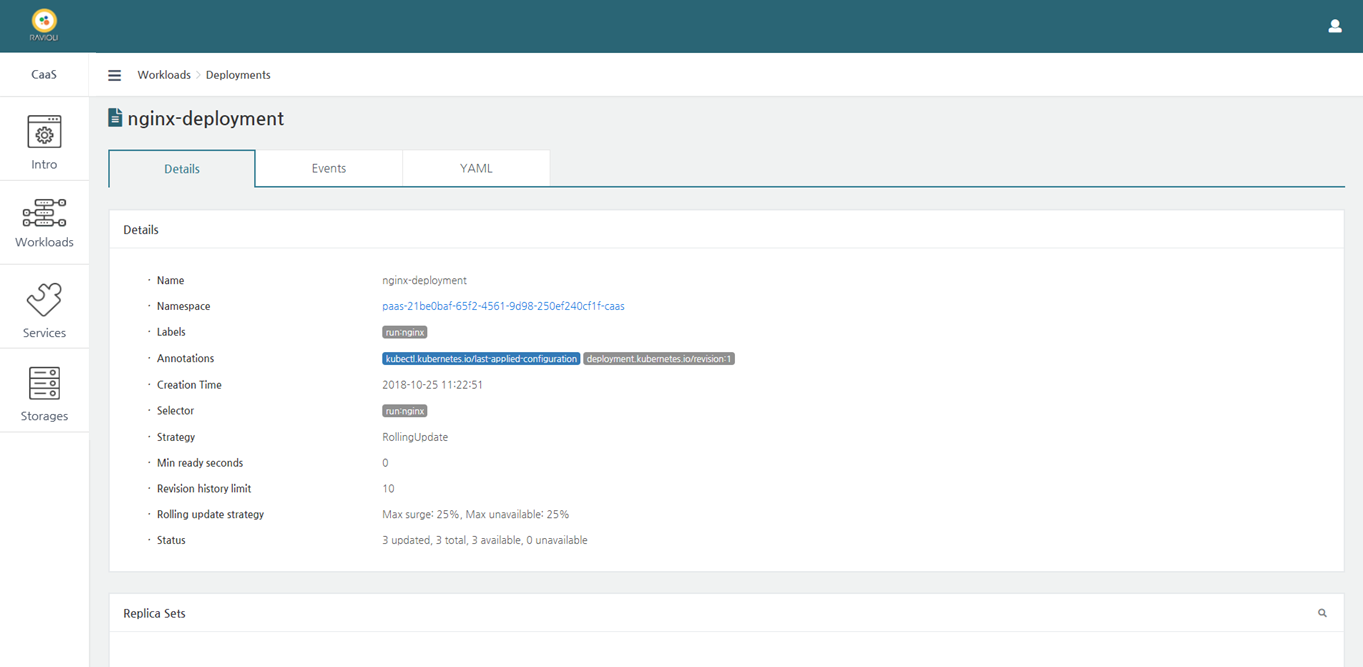 RAVIOLI
CaaS
Workloads > Deployments
Intro
Workloads
Services
Storages
nginx-deployment
Details Events YAML
Details
· Name nginx-deployment
· Namespace paas-21be0baf-65f2-4561-9d98-250ef240cf1f-caas
· Labels run:nginx
· Annotations kubectl.kubernetes.io/last-applied-configuration deployment.kubernetes.io/revision:1
· Creation Time 2018-10-25 11:22:51
· Selector run:nginx
· Strategy RollingUpdate
· Min ready seconds 0
· Revision history limit 10
· Rolling update strategy Max surge: 25%, Max unavailable: 25%
· Status 3 updated, 3 total, 3 available, 0 unavailable
Replica Sets